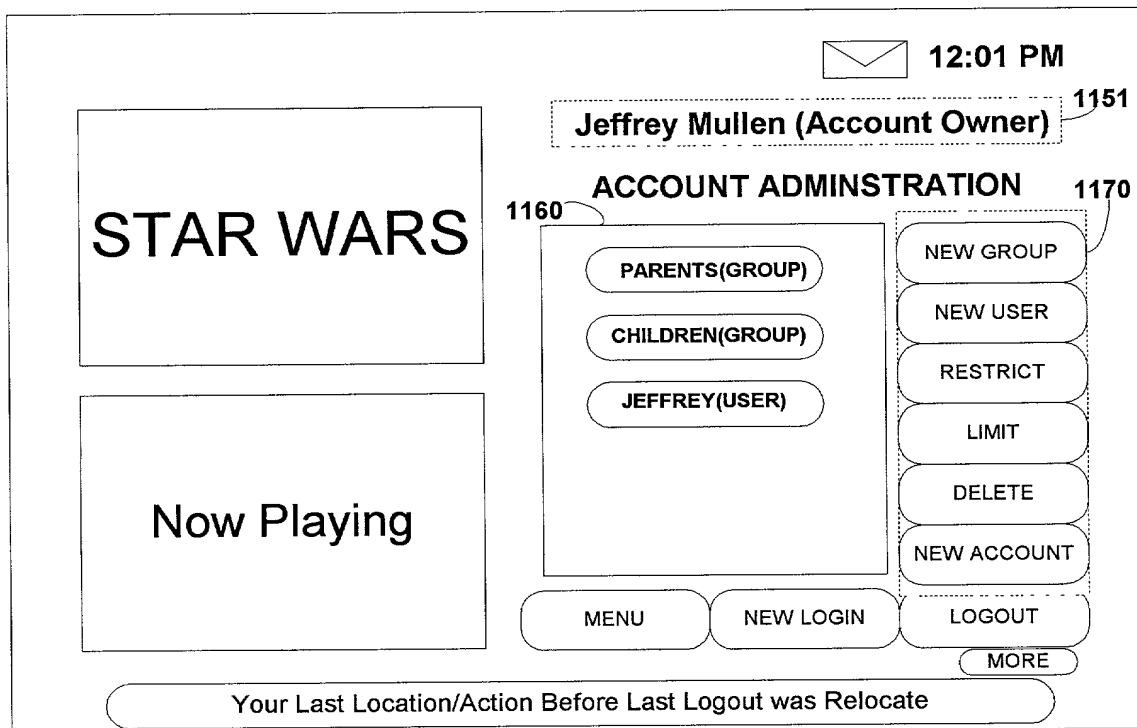 12:01 PM
1151
Jeffrey Mullen (Account Owner)
STAR WARS
ACCOUNT ADMINSTRATION
1170
1160
PARENTS(GROUP)
CHILDREN(GROUP)
JEFFREY(USER)
NEW GROUP
NEW USER
RESTRICT
LIMIT
DELETE
NEW ACCOUNT
Now Playing
MENU
NEW LOGIN
LOGOUT
MORE
Your Last Location/Action Before Last Logout was Relocate